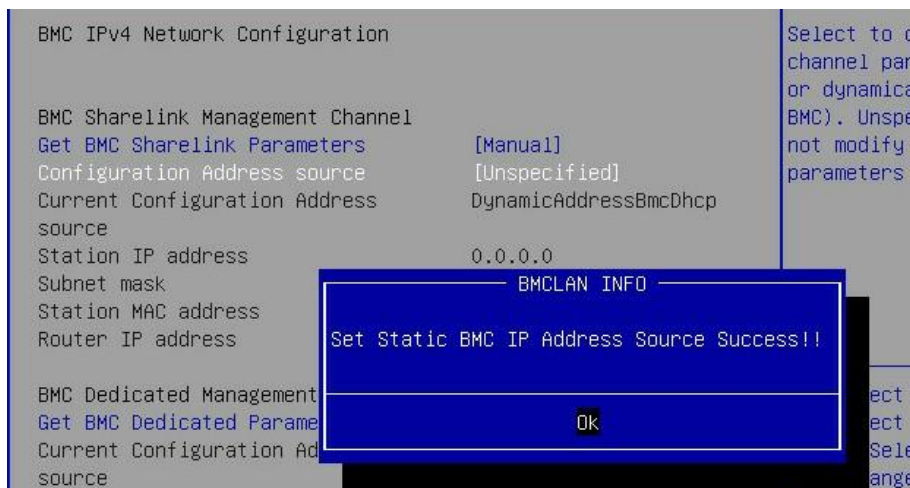 BMC IPv4 Network Configuration
BMC Sharelink Management Channel
Get BMC Sharelink Parameters [Manual]
Configuration Address source [Unspecified]
Current Configuration Address DynamicAddressBmcDhcp
source
Station IP address 0.0.0.0
Subnet mask
Station MAC address
Router IP address
BMC Dedicated Management
Get BMC Dedicated Parame
Current Configuration Ad
source
BMCLAN INFO
Set Static BMC IP Address Source Success!!
Ok
Select to
channel par
or dynamica
BMC). Unspe
not modify
parameters
ect
ect
Sele
ange